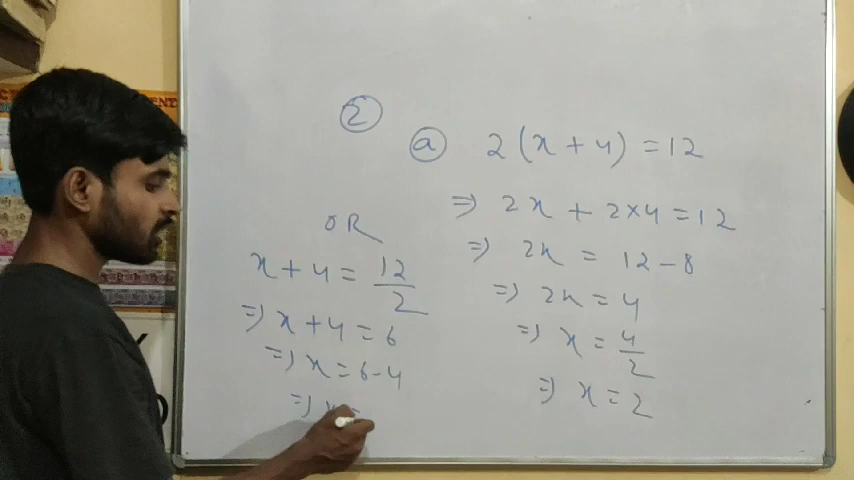 2
a 2(x+4)=12
⇒ 2x + 2×4 = 12
⇒ 2x = 12-8
⇒ 2x = 4
⇒ x = 4/2
⇒ x = 2
OR
x+4 = 12/2
⇒ x+4 = 6
⇒ x = 6-4
⇒ x =